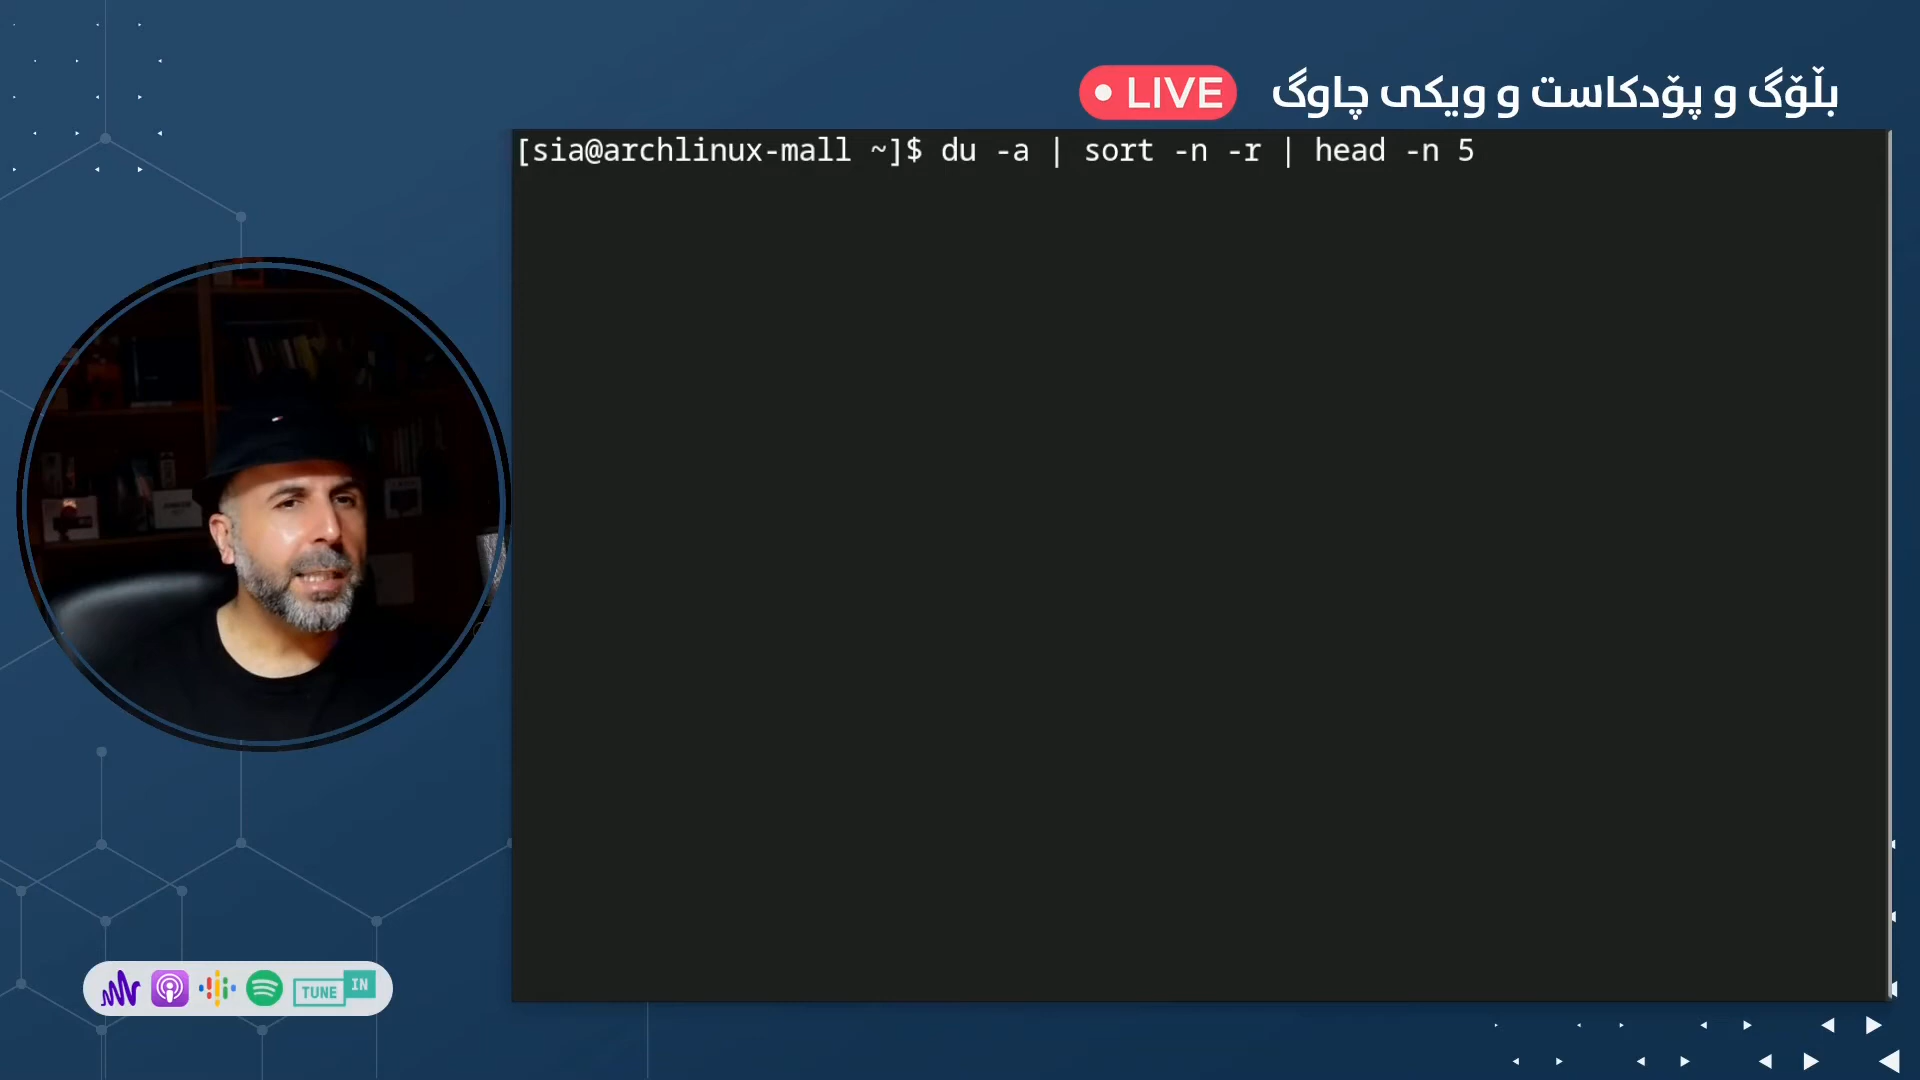 بڵۆگ و پۆدکاست و ویکی چاوگ
LIVE
[sia@archlinux-mall ~]$ du -a | sort -n -r | head -n 5
TUNE IN